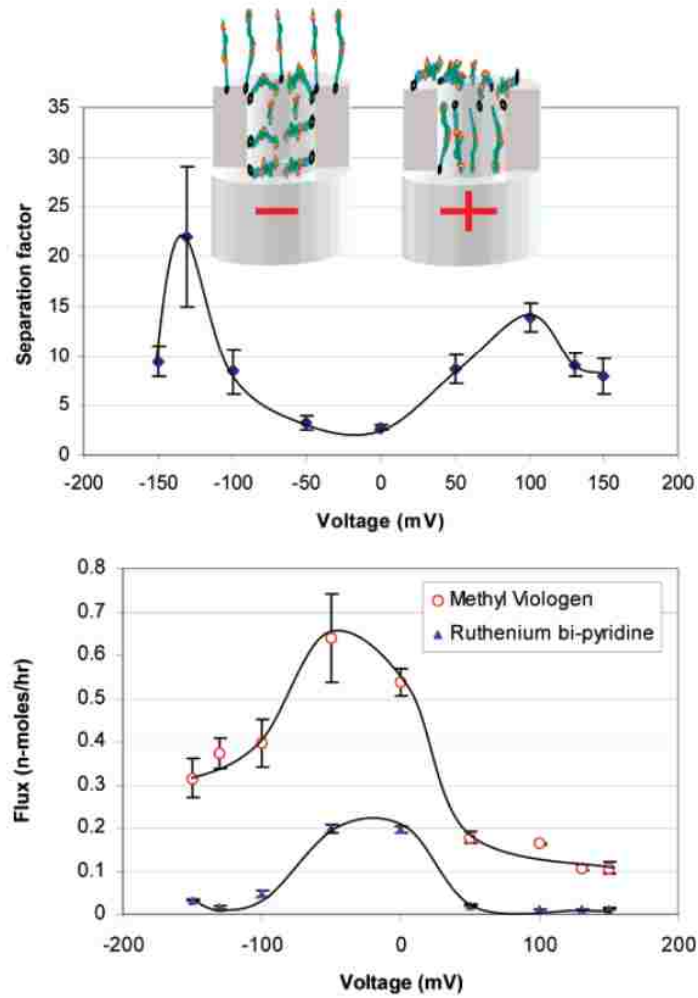 − +
35
30
25
20
15
10
5
0
Separation factor
-200 -150 -100 -50 0 50 100 150 200
Voltage (mV)
0.8
0.7
0.6
0.5
0.4
0.3
0.2
0.1
0
Flux (n-moles/hr)
Methyl Viologen
Ruthenium bi-pyridine
-200 -100 0 100 200
Voltage (mV)